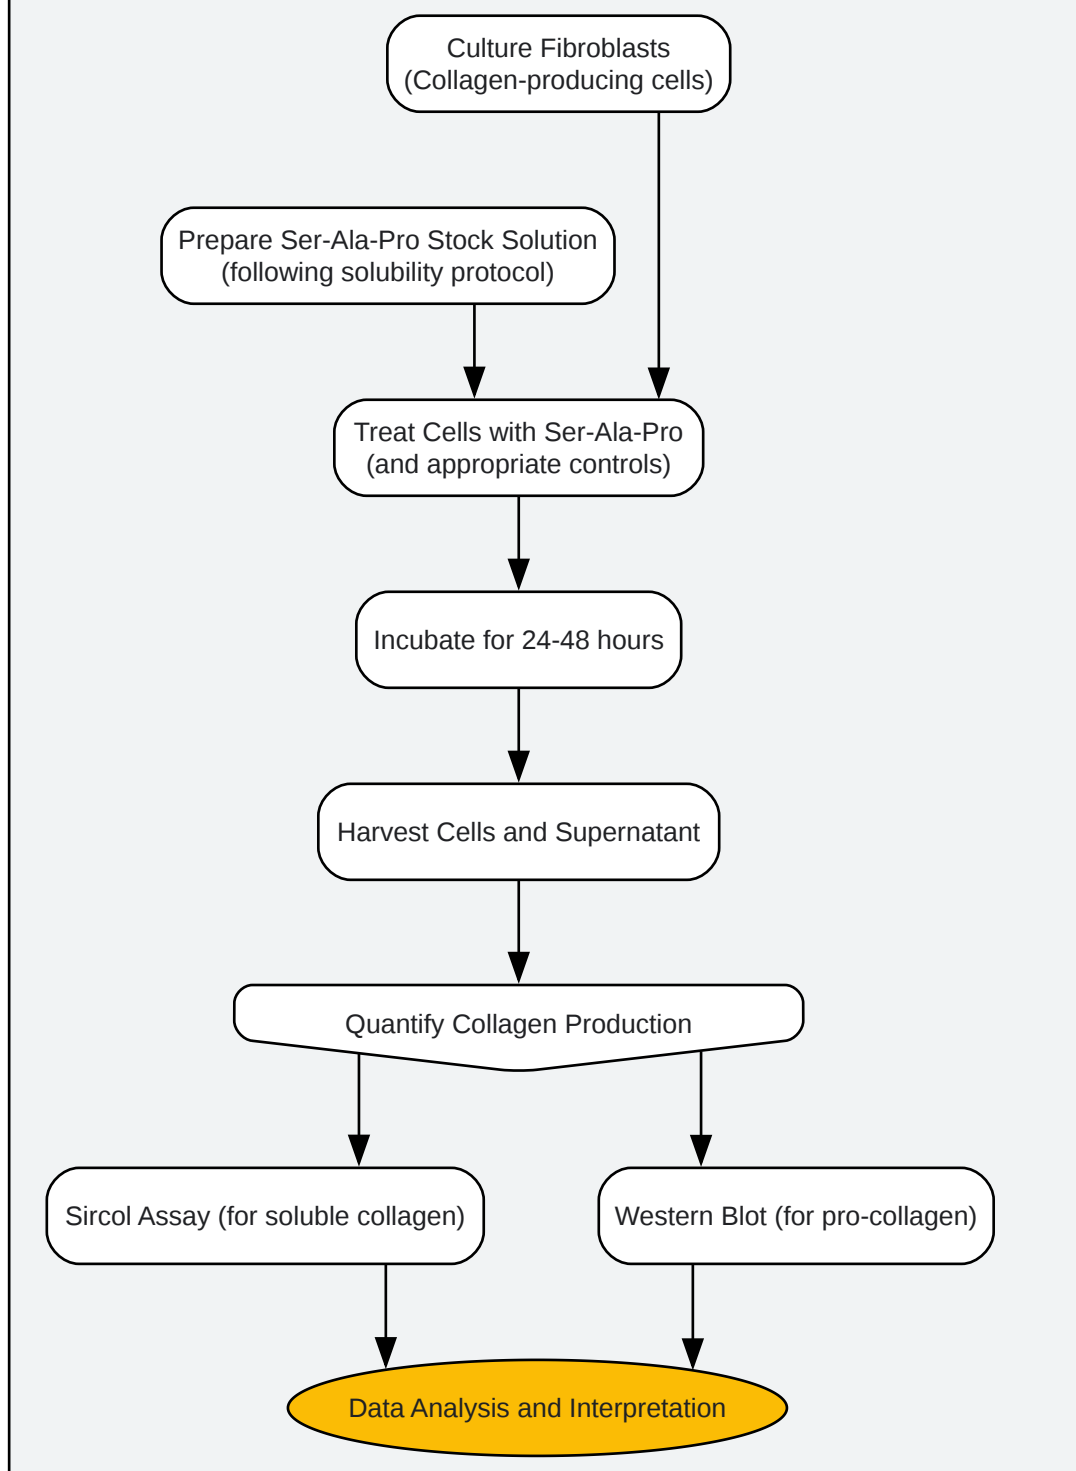 Culture Fibroblasts
(Collagen-producing cells)
Prepare Ser-Ala-Pro Stock Solution
(following solubility protocol)
Treat Cells with Ser-Ala-Pro
(and appropriate controls)
Incubate for 24-48 hours
Harvest Cells and Supernatant
Quantify Collagen Production
Sircol Assay (for soluble collagen)
Western Blot (for pro-collagen)
Data Analysis and Interpretation